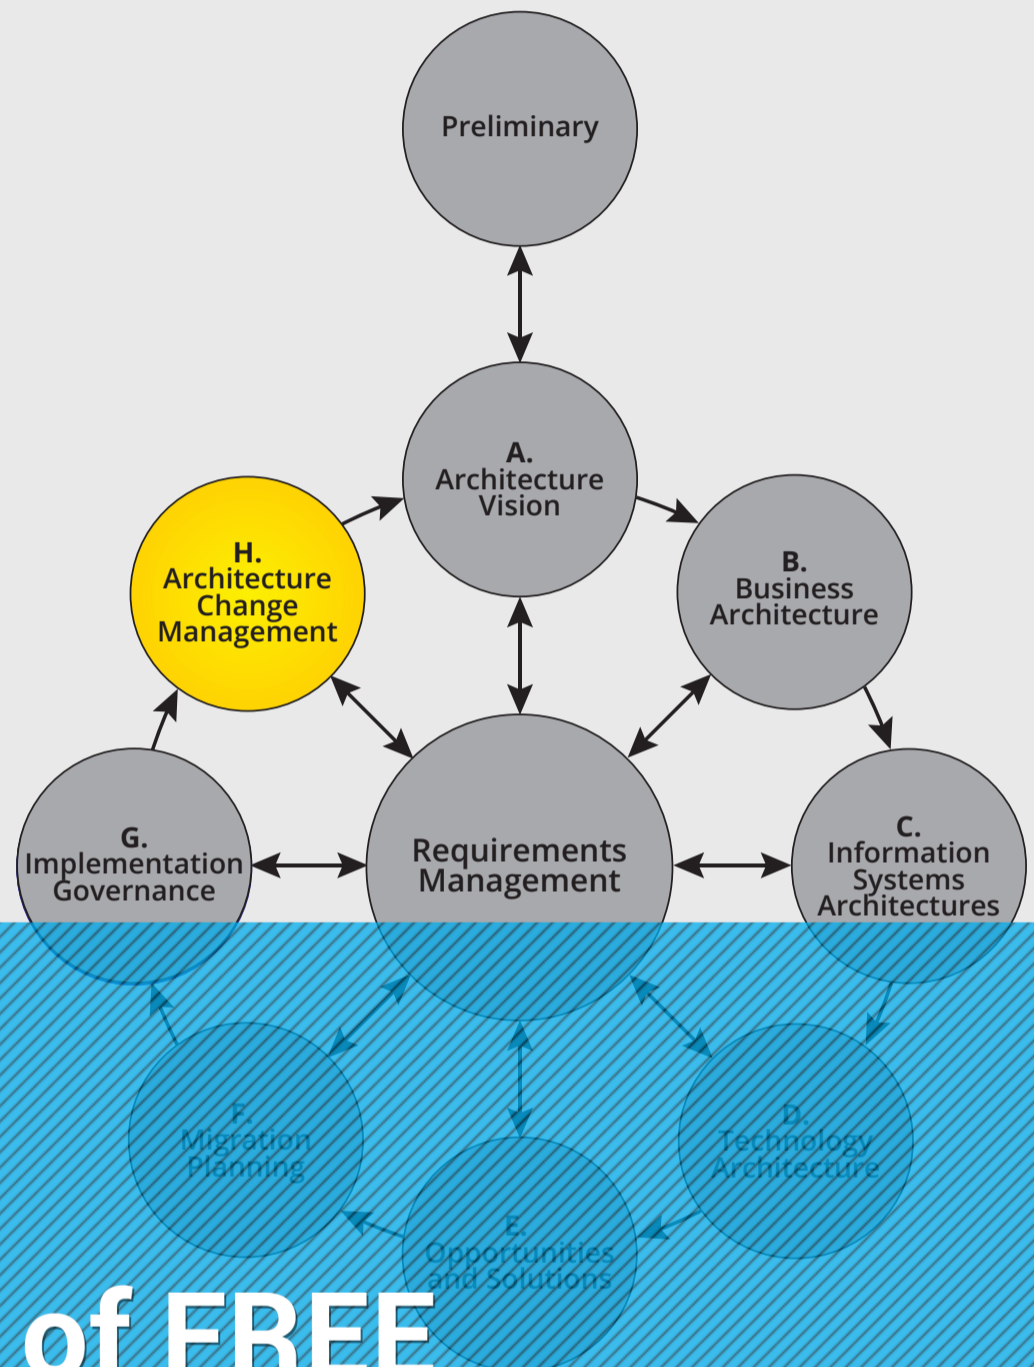 Preliminary
A.
Architecture
Vision
H.
Architecture
Change
Management
B.
Business
Architecture
G.
Implementation
Governance
Requirements
Management
C.
Information
Systems
Architectures
F.
Migration
Planning
D.
Technology
Architecture
E.
Opportunities
and Solutions
of FREE